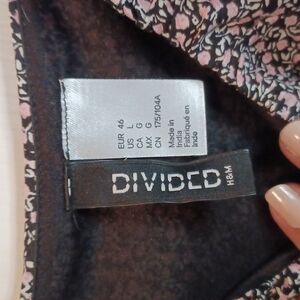 EUR 46
US L
CA G
MX G
CN 175/104A
Made in
India
Fabriqué en
Inde
DIVIDED
H&M